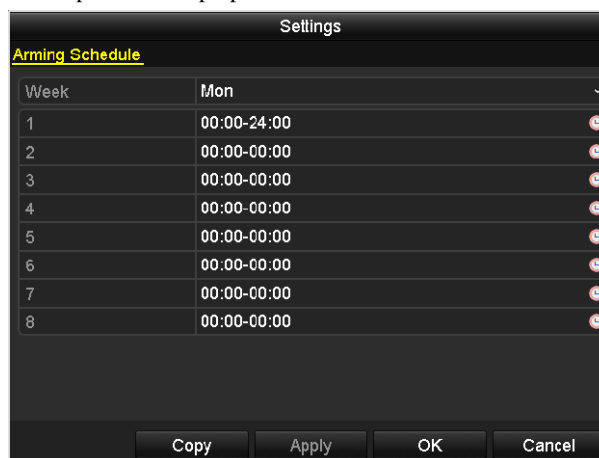 Settings
Arming Schedule
Week Mon
1 00:00-24:00
2 00:00-00:00
3 00:00-00:00
4 00:00-00:00
5 00:00-00:00
6 00:00-00:00
7 00:00-00:00
8 00:00-00:00
Copy Apply OK Cancel